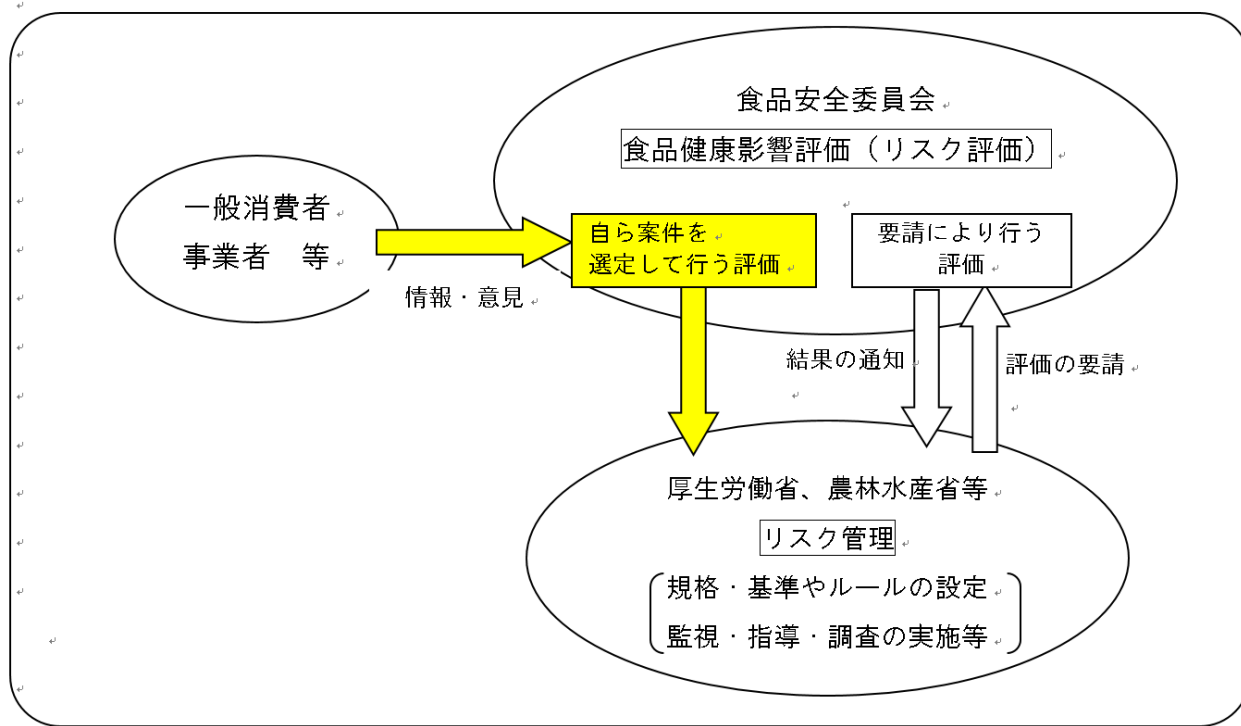 食品安全委員会
食品健康影響評価（リスク評価）
一般消費者
事業者　等
自ら案件を
選定して行う評価
要請により行う
評価
情報・意見
結果の通知
評価の要請
厚生労働省、農林水産省等
リスク管理
規格・基準やルールの設定
監視・指導・調査の実施等